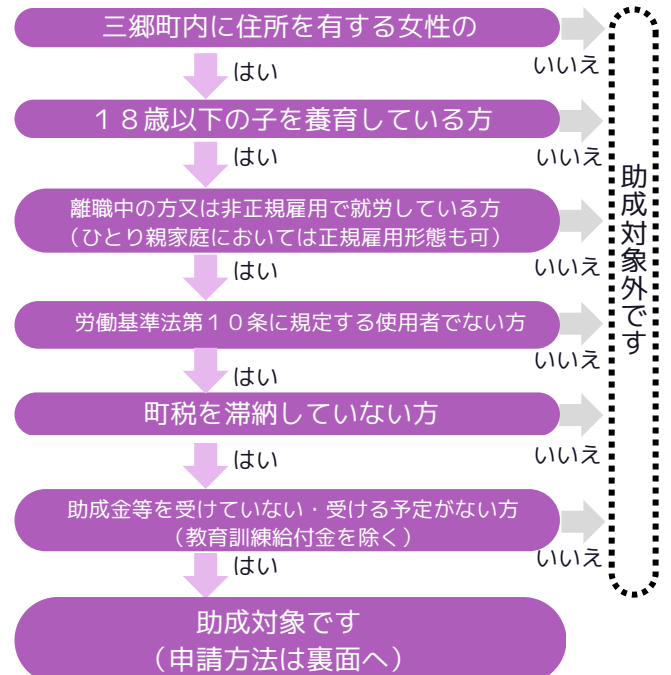 三郷町内に住所を有する女性の
いいえ
はい
１８歳以下の子を養育している方
いいえ
はい
離職中の方又は非正規雇用で就労している方
（ひとり親家庭においては正規雇用形態も可）
いいえ
はい
労働基準法第１０条に規定する使用者でない方
いいえ
はい
町税を滞納していない方
いいえ
はい
助成金等を受けていない・受ける予定がない方
（教育訓練給付金を除く）
いいえ
はい
助成対象です
（申請方法は裏面へ）
助成対象外です